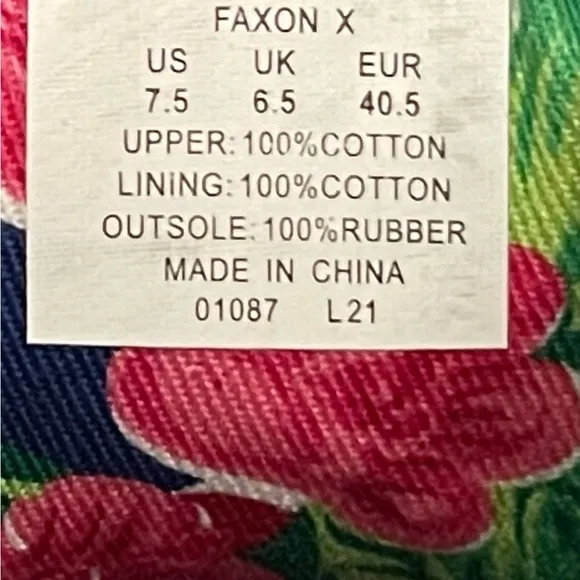 FAXON X
US UK EUR
7.5 6.5 40.5
UPPER:100%COTTON
LINING:100%COTTON
OUTSOLE:100%RUBBER
MADE IN CHINA
01087 L21